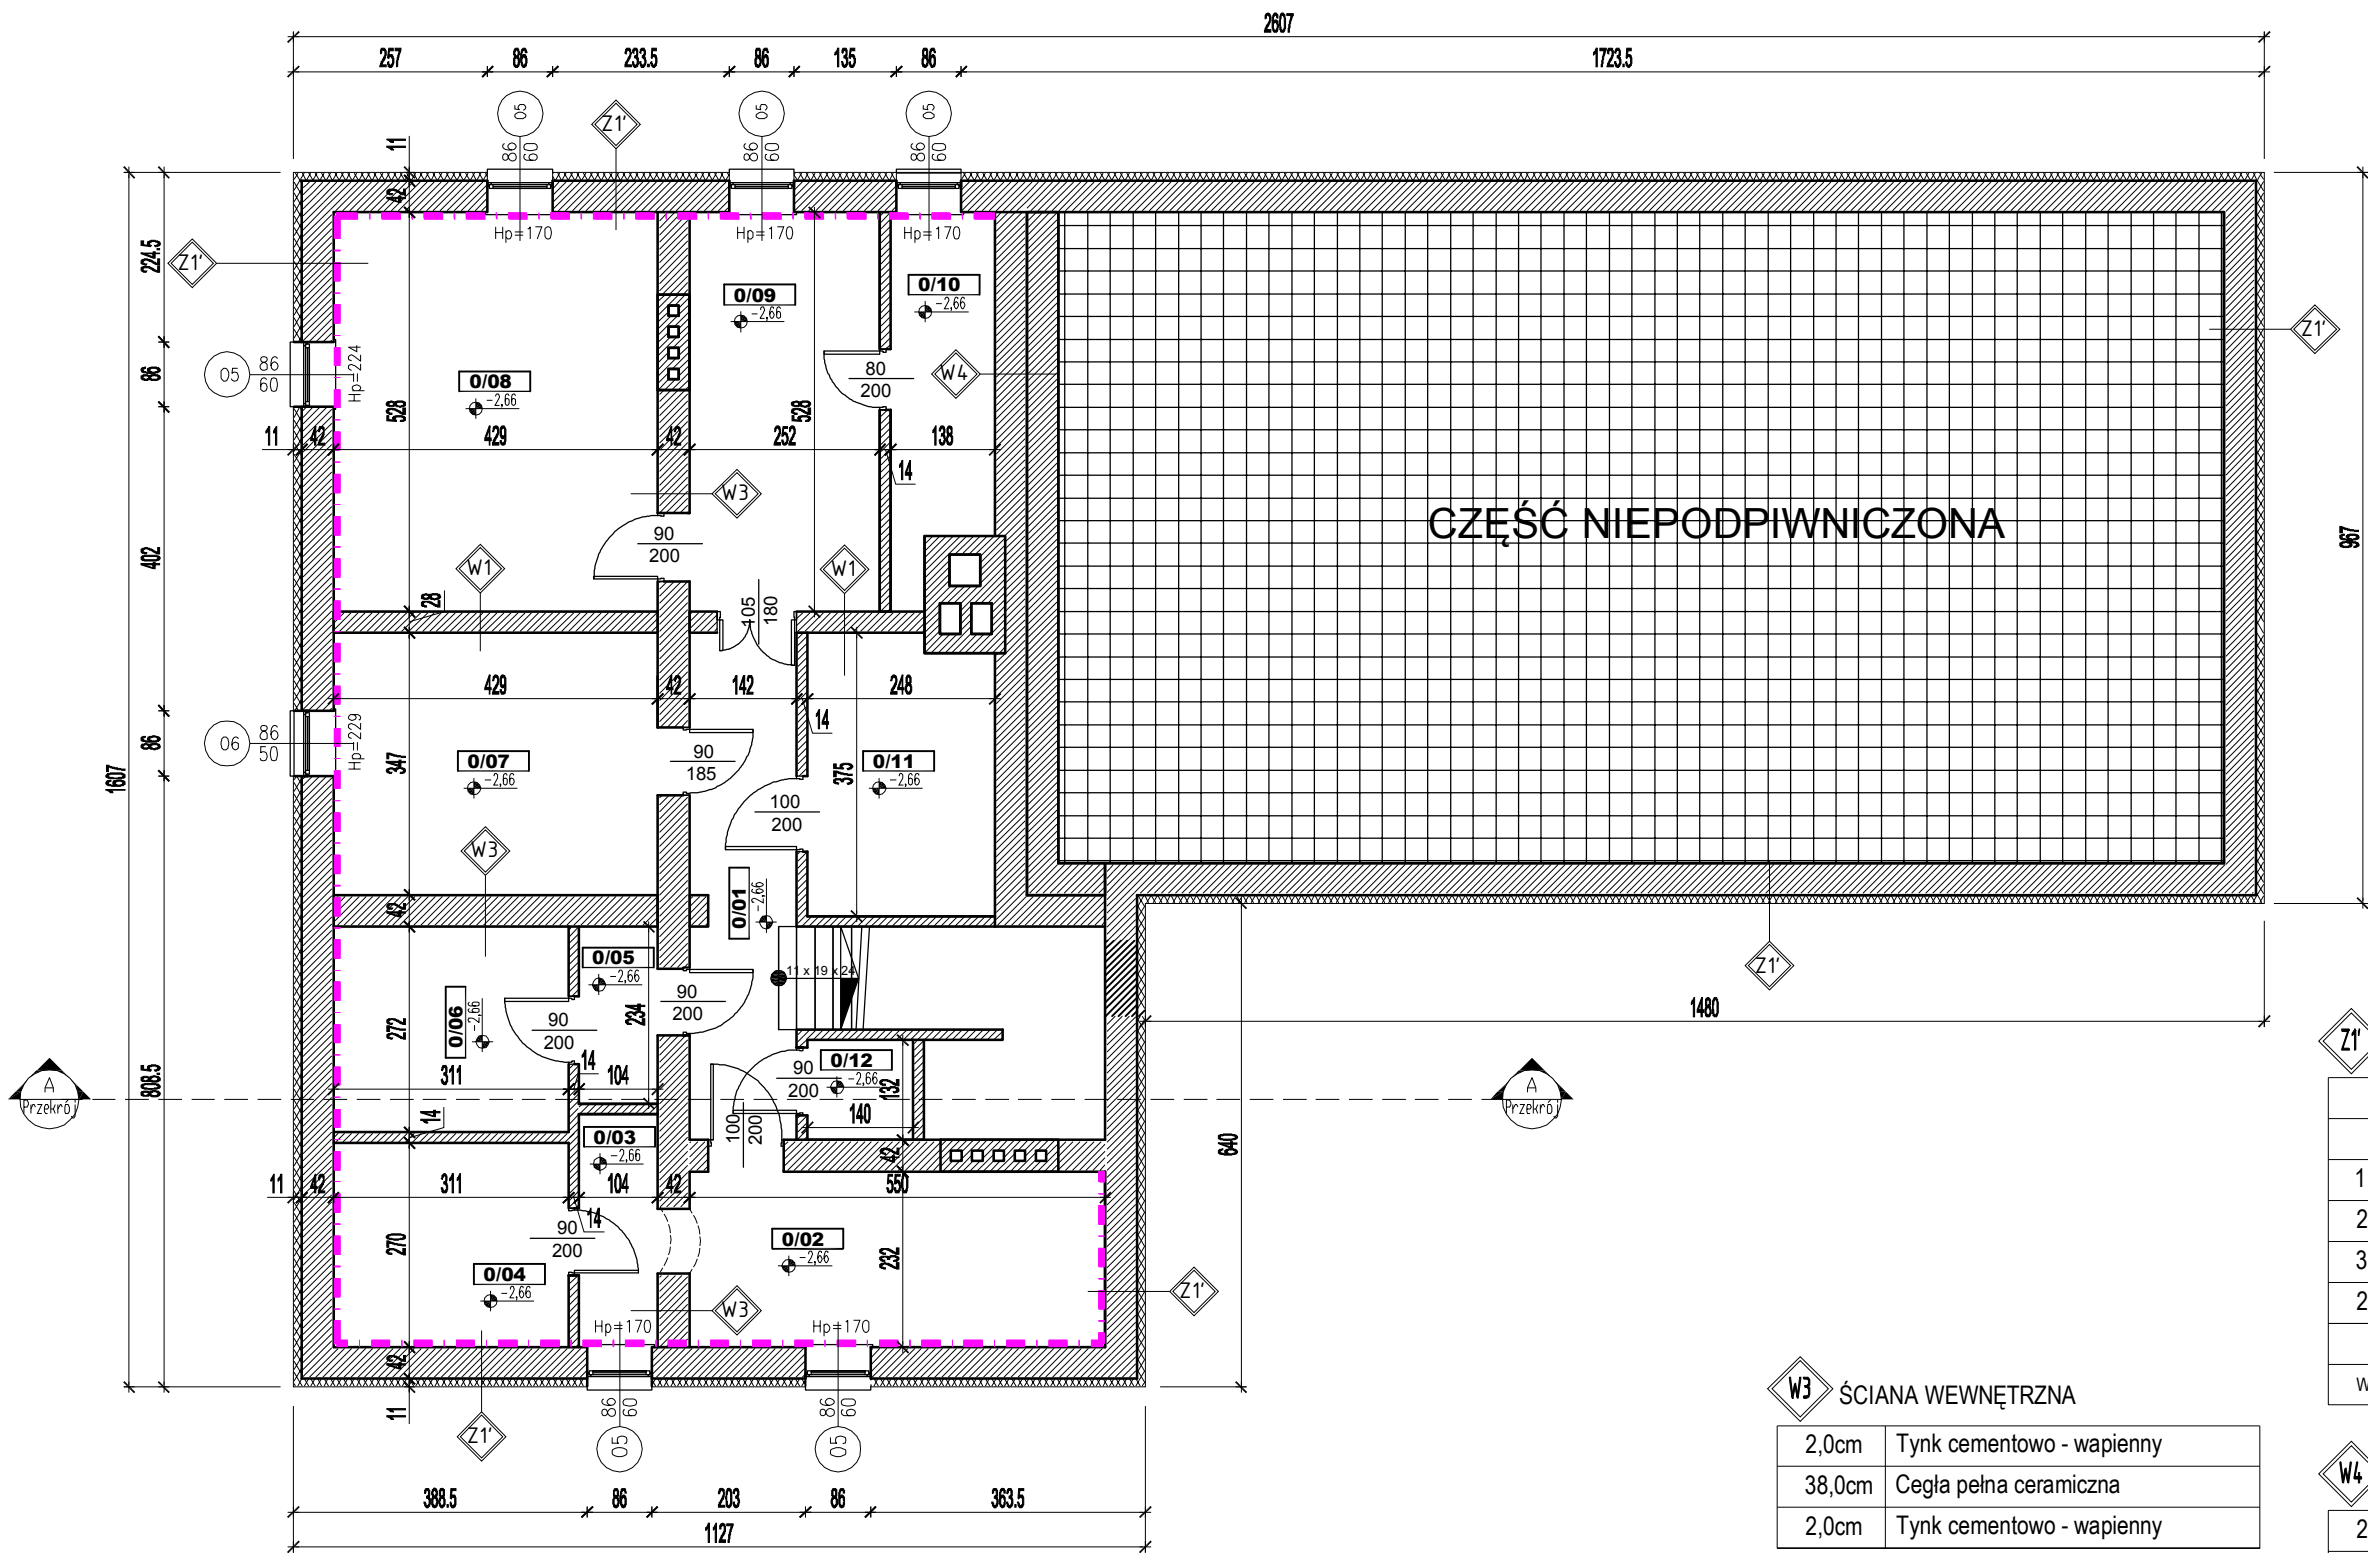 2607
257 86 233.5 86 135 86 1723.5
05 05 05
Z1'
86
60
86
60
86
60
11
42
Hp=170 Hp=170 Hp=170
224.5
Z1'
0/10
-2,66
0/09
-2,66
Z1'
05
86
60
Hp=224
86
0/08
-2,66
80
200
W4
528
528
11 42 429 42 252 138
14
W3
CZĘŚĆ NIEPODPIWNICZONA
967
90
200
402
W1
W1
28
105
180
429 42 142 248
14
06
86
50
Hp=229
86
1607
347
0/07
-2,66
90
185
375
0/11
-2,66
100
200
W3
0/01
-2,66
42
0/05
-2,66
11 x 19 x 24
Z1'
0/06
-2,66
272
234
90
200
90
200
1480
Z1'
14
0/12
-2,66
132
90
200
808.5
311 104
140
A
Przekrój
A
Przekrój
14
0/03
-2,66
100
200
42
640
11 42 311 104 42 550
14
90
200
270
0/02
-2,66
232
0/04
-2,66
Z1'
W3
Hp=170 Hp=170
42
11
86
60
86
60
Z1'
05 05
388.5 86 203 86 363.5
1127
W3 ŚCIANA WEWNĘTRZNA
2,0cm Tynk cementowo - wapienny
38,0cm Cegła pełna ceramiczna
2,0cm Tynk cementowo - wapienny
1
2
3
2
w
W4
2